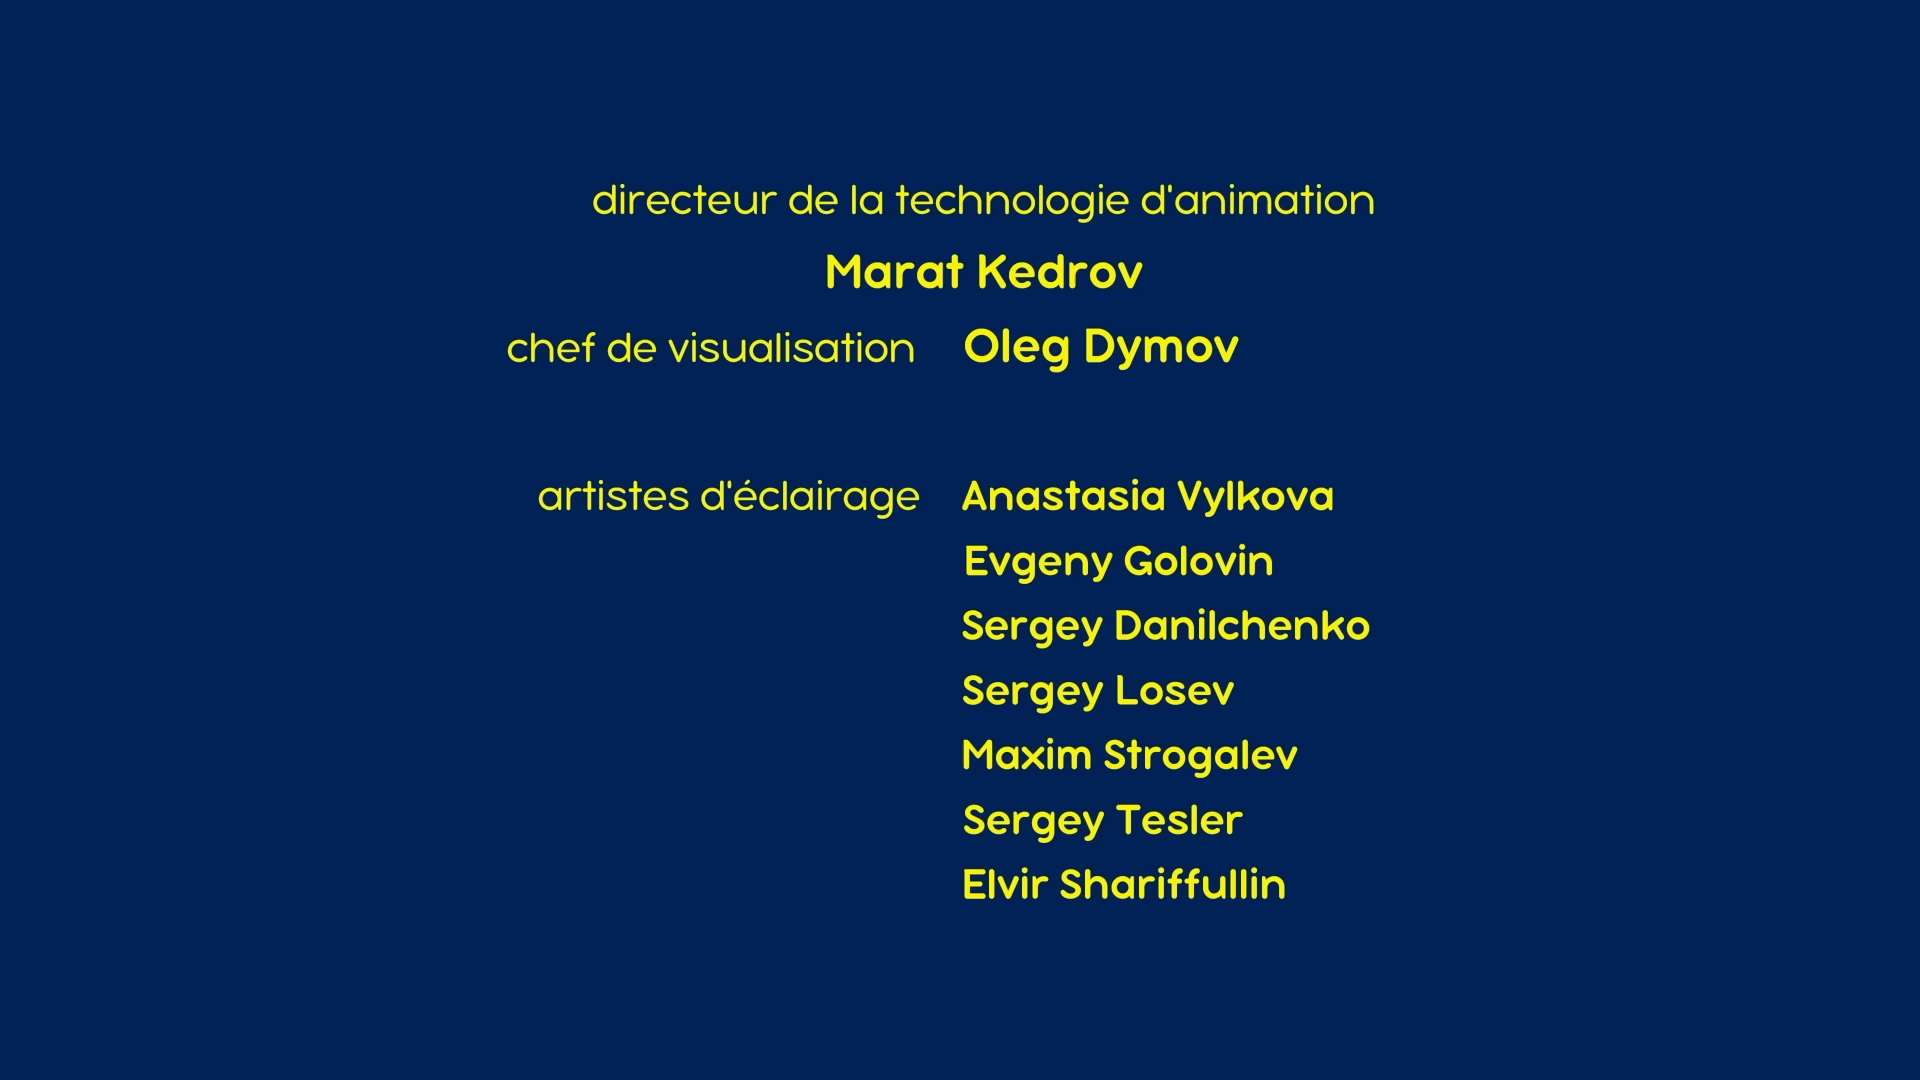 directeur de la technologie d'animation
Marat Kedrov
chef de visualisation Oleg Dymov
artistes d'éclairage Anastasia Vylkova
Evgeny Golovin
Sergey Danilchenko
Sergey Losev
Maxim Strogalev
Sergey Tesler
Elvir Shariffullin